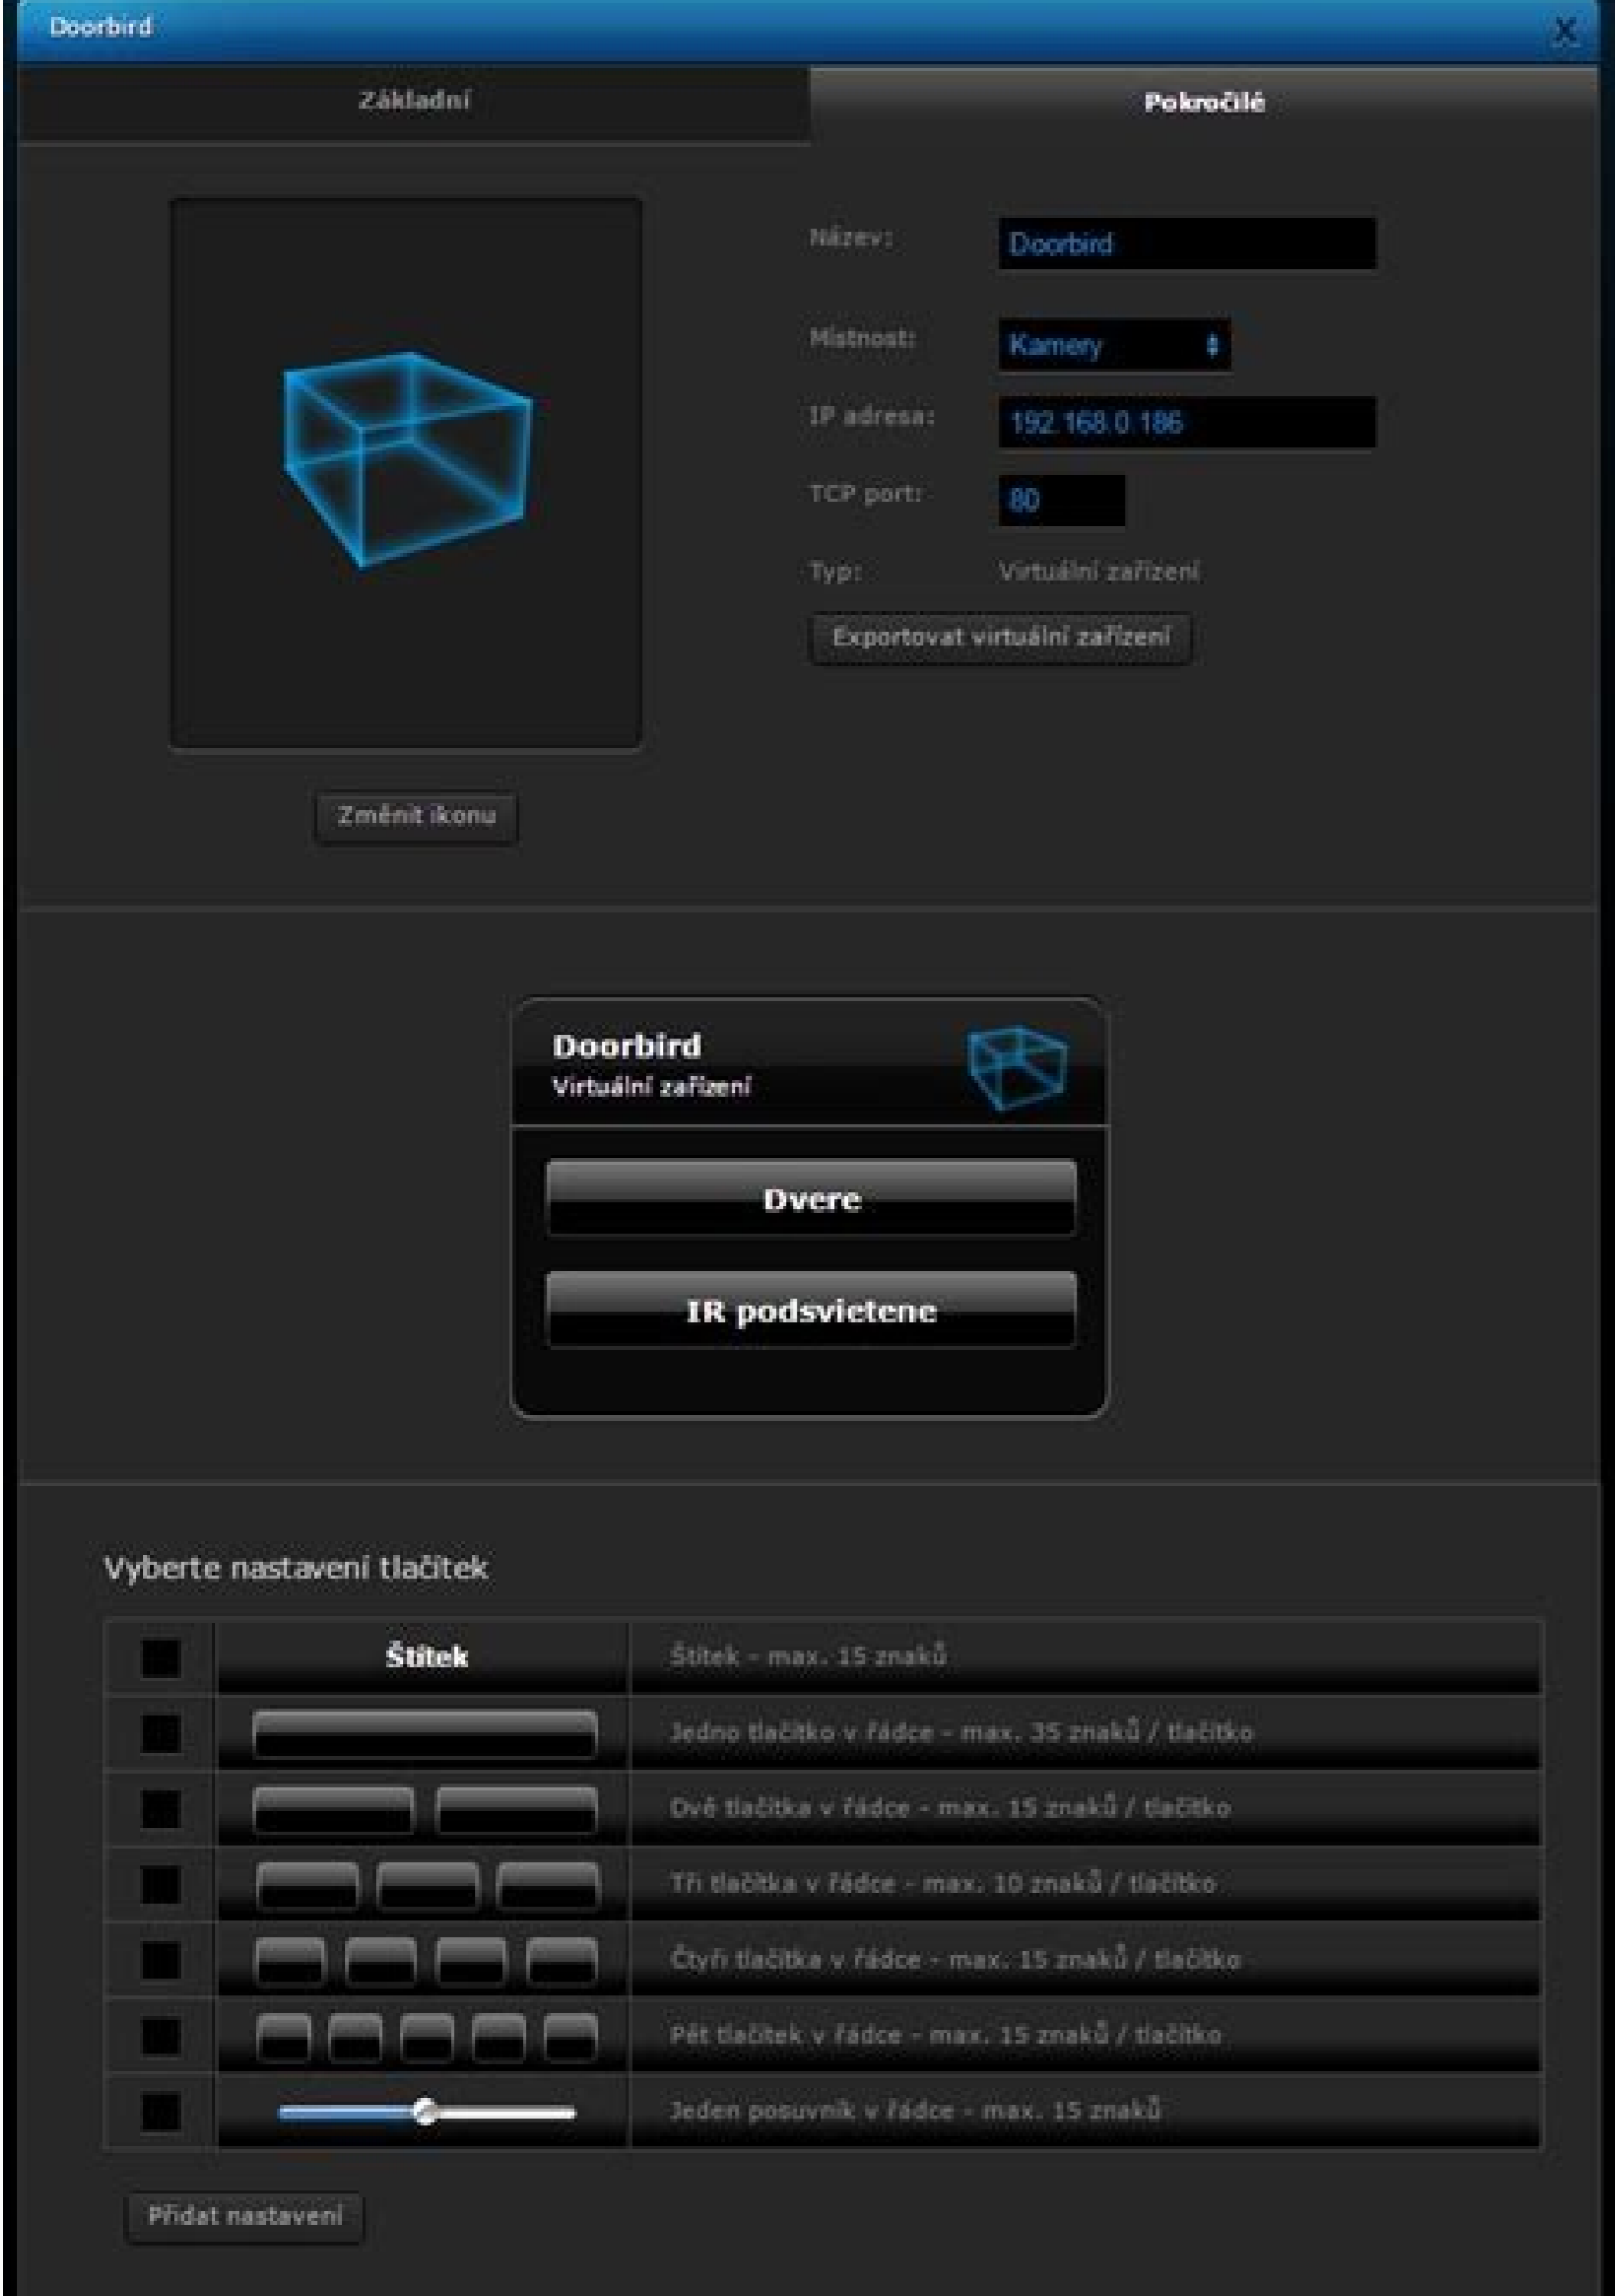 Doorbird X
Základní Pokročilé
Název: Doorbird
Místnost: Kamery
IP adresa: 192.168.0.186
TCP port: 80
Typ: Virtuální zařízení
Exportovat virtuální zařízení
Změnit ikonu
Doorbird
Virtuální zařízení
Dvere
IR podsvietene
Vyberte nastavení tlačítek
Štítek Štítek - max. 15 znaků
Jedno tlačítko v řádce - max. 35 znaků / tlačítko
Dvě tlačítka v řádce - max. 15 znaků / tlačítko
Tři tlačítka v řádce - max. 10 znaků / tlačítko
Čtyři tlačítka v řádce - max. 15 znaků / tlačítko
Pět tlačítek v řádce - max. 15 znaků / tlačítko
Jeden posuvník v řádce - max. 15 znaků
Přidat nastavení